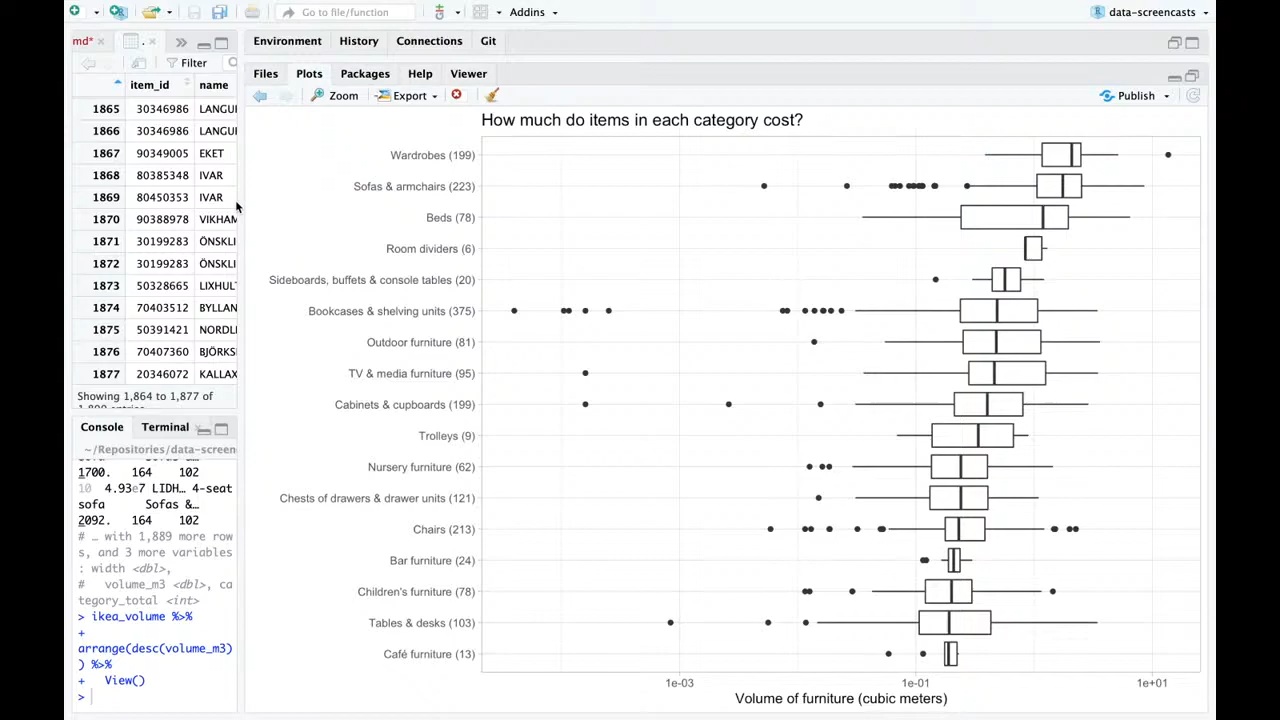 Go to file/function
Addins
data-screencasts
md*
.
Environment
History
Connections
Git
Filter
Files
Plots
Packages
Help
Viewer
Zoom
Export
Publish
item_id
name
1865
30346986
LANGUI
1866
30346986
LANGUI
1867
90349005
EKET
1868
80385348
IVAR
1869
80450353
IVAR
1870
90388978
VIKHAM
1871
30199283
ÖNSKLI
1872
30199283
ÖNSKLI
1873
50328665
LIXHUL
1874
70403512
BYLLAN
1875
50391421
NORDL
1876
70407360
BJÖRKS
1877
20346072
KALLAX
Showing 1,864 to 1,877 of
Console
Terminal
~/Repositories/data-screen
1700. 164 102
10 4.93e7 LIDH… 4-seat
sofa Sofas &…
2092. 164 102
# … with 1,889 more row
s, and 3 more variables
: width <dbl>,
# volume_m3 <dbl>, ca
tegory_total <int>
> ikea_volume %>%
+
arrange(desc(volume_m3)
) %>%
+ View()
>
How much do items in each category cost?
Wardrobes (199)
Sofas & armchairs (223)
Beds (78)
Room dividers (6)
Sideboards, buffets & console tables (20)
Bookcases & shelving units (375)
Outdoor furniture (81)
TV & media furniture (95)
Cabinets & cupboards (199)
Trolleys (9)
Nursery furniture (62)
Chests of drawers & drawer units (121)
Chairs (213)
Bar furniture (24)
Children's furniture (78)
Tables & desks (103)
Café furniture (13)
1e-03
1e-01
1e+01
Volume of furniture (cubic meters)